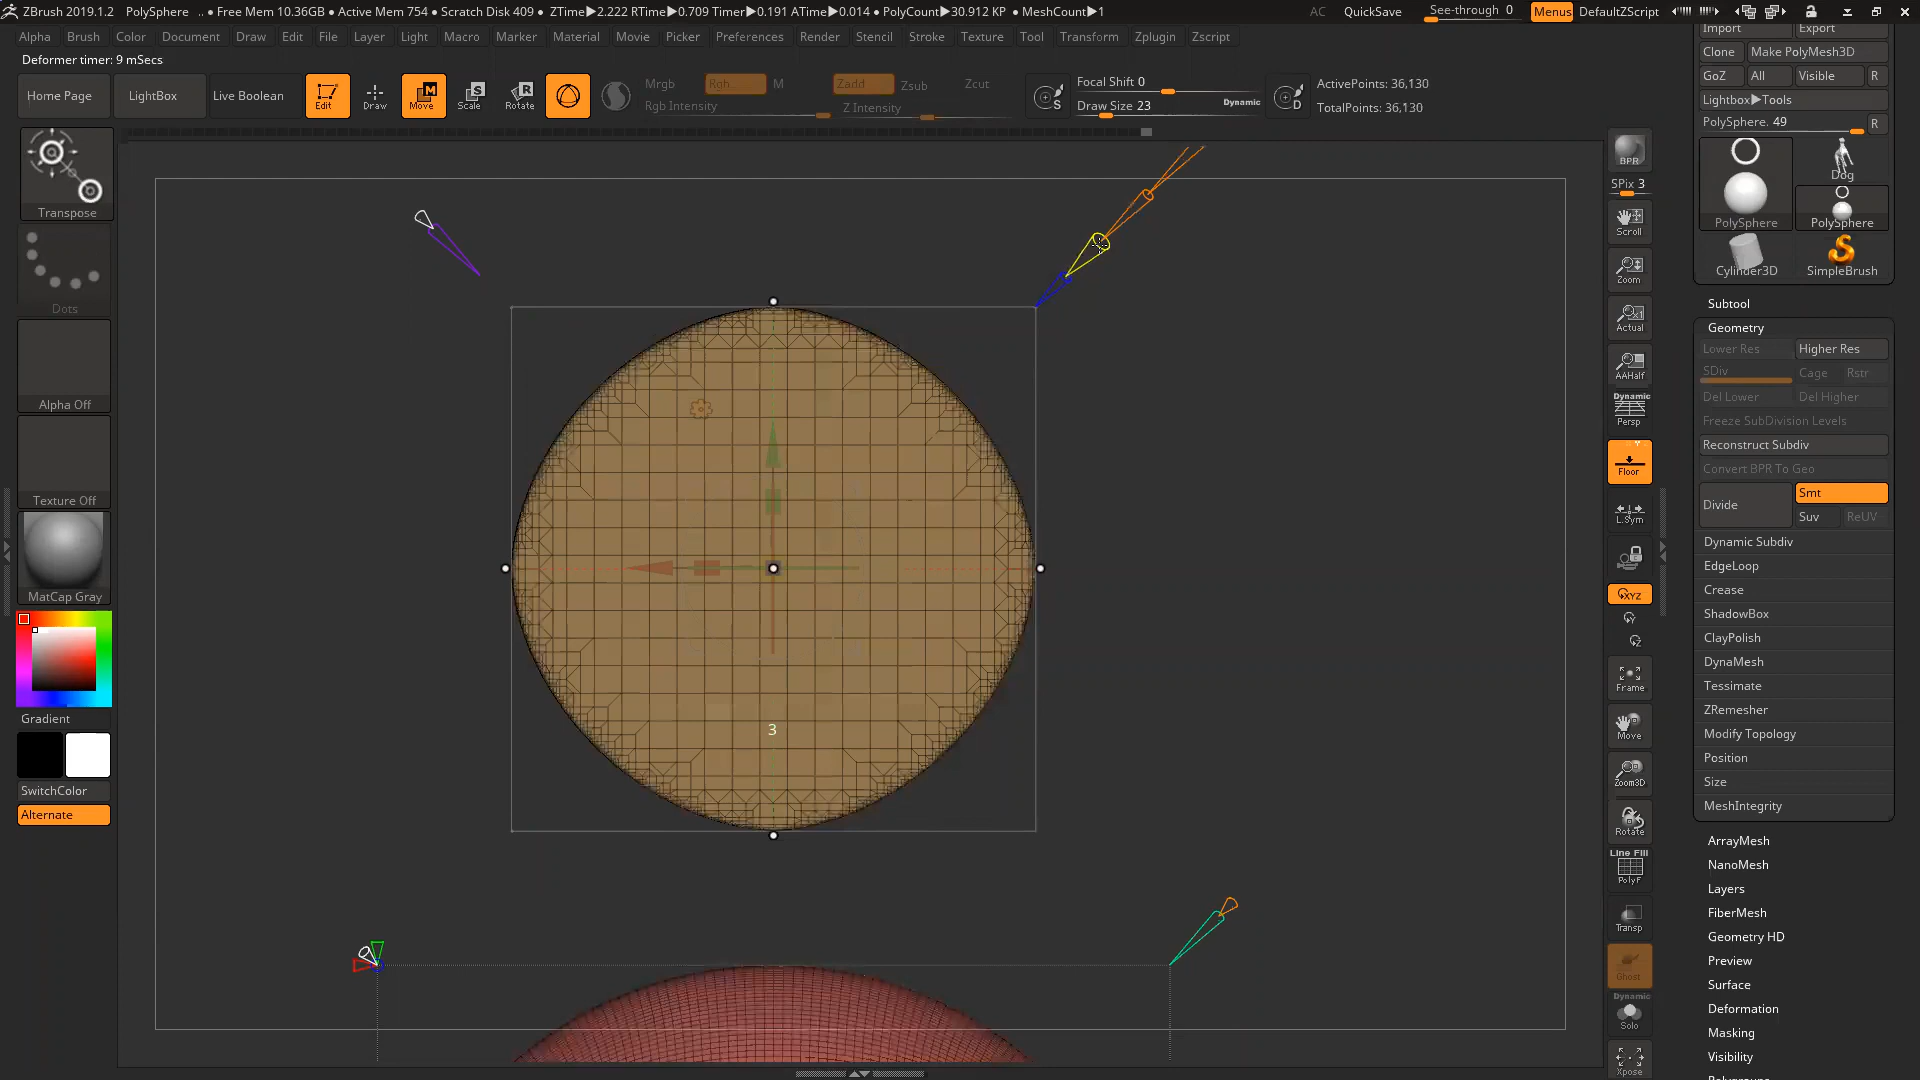 ZBrush 2019.1.2 PolySphere .. • Free Mem 10.36GB • Active Mem 754 • Scratch Disk 409 • ZTime▶2.222 RTime▶0.709 Timer▶0.191 ATime▶0.014 • PolyCount▶30.912 KP • MeshCount▶1 AC QuickSave See-through 0 Menus DefaultZScript
Alpha Brush Color Document Draw Edit File Layer Light Macro Marker Material Movie Picker Preferences Render Stencil Stroke Texture Tool Transform Zplugin Zscript
Deformer timer: 9 mSecs
Home Page LightBox Live Boolean Edit Draw Move Scale Rotate
Mrgb Rgb M Zadd Zsub Zcut
Rgb Intensity Z Intensity
Focal Shift 0
Draw Size 23 Dynamic
S D
ActivePoints: 36,130
TotalPoints: 36,130
Transpose
Dots
Alpha Off
Texture Off
MatCap Gray
Gradient
SwitchColor
Alternate
3
BPR
SPix 3
Scroll
Zoom
Actual
AAHalf
Dynamic
Persp
Floor
L.Sym
XYZ
Y
Z
Frame
Move
Zoom3D
Rotate
Line Fill
PolyF
Transp
Ghost
Dynamic
Solo
Xpose
Import Export
Clone Make PolyMesh3D
GoZ All Visible R
Lightbox▶Tools
PolySphere. 49 R
PolySphere Dog
PolySphere
Cylinder3D SimpleBrush
Subtool
Geometry
Lower Res Higher Res
SDiv Cage Rstr
Del Lower Del Higher
Freeze SubDivision Levels
Reconstruct Subdiv
Convert BPR To Geo
Divide Smt
Suv ReUV
Dynamic Subdiv
EdgeLoop
Crease
ShadowBox
ClayPolish
DynaMesh
Tessimate
ZRemesher
Modify Topology
Position
Size
MeshIntegrity
ArrayMesh
NanoMesh
Layers
FiberMesh
Geometry HD
Preview
Surface
Deformation
Masking
Visibility